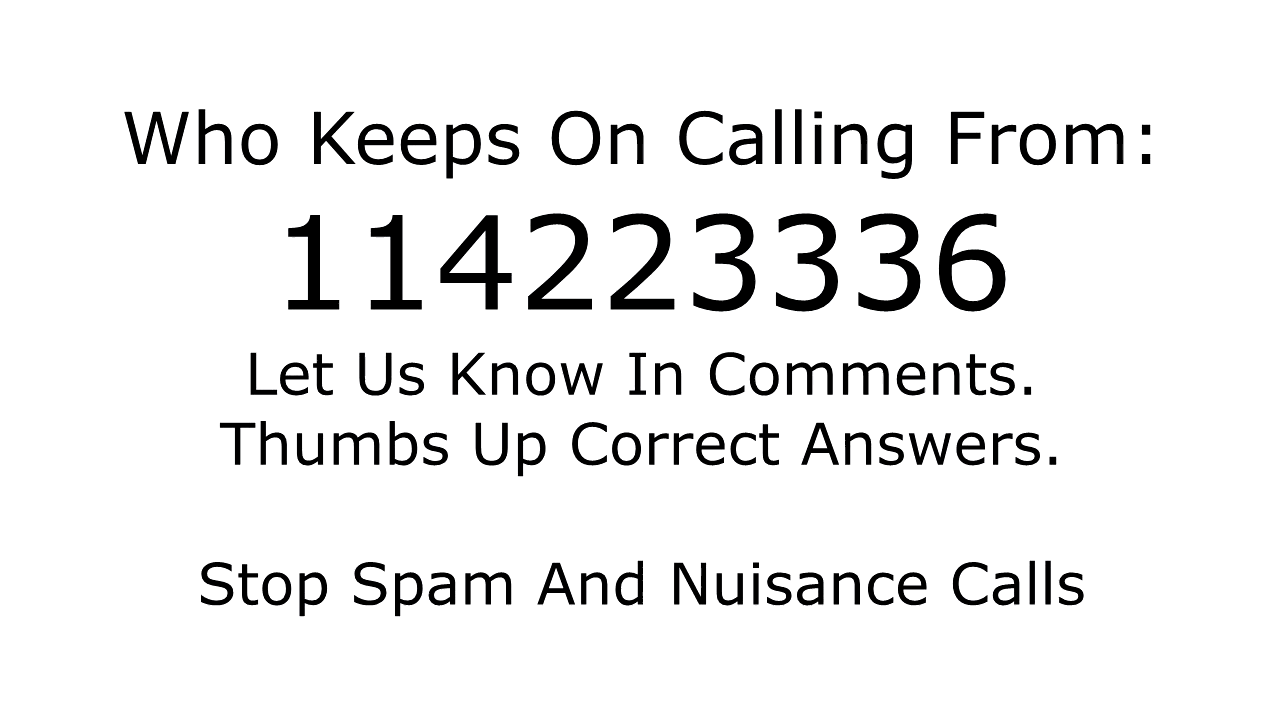 Who Keeps On Calling From:
114223336
Let Us Know In Comments.
Thumbs Up Correct Answers.
Stop Spam And Nuisance Calls